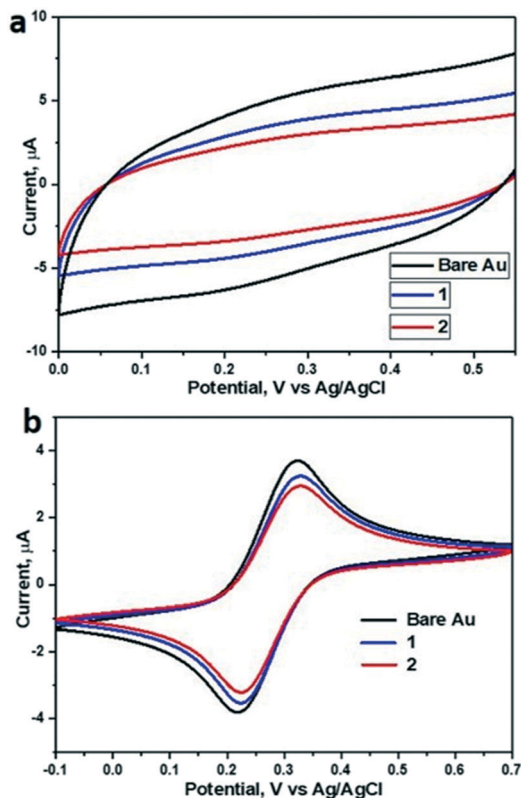 a
10
5
0
-5
-10
Current, µA
Bare Au
1
2
0.0 0.1 0.2 0.3 0.4 0.5
Potential, V vs Ag/AgCl
b
4
2
0
-2
-4
Current, µA
Bare Au
1
2
-0.1 0.0 0.1 0.2 0.3 0.4 0.5 0.6 0.7
Potential, V vs Ag/AgCl